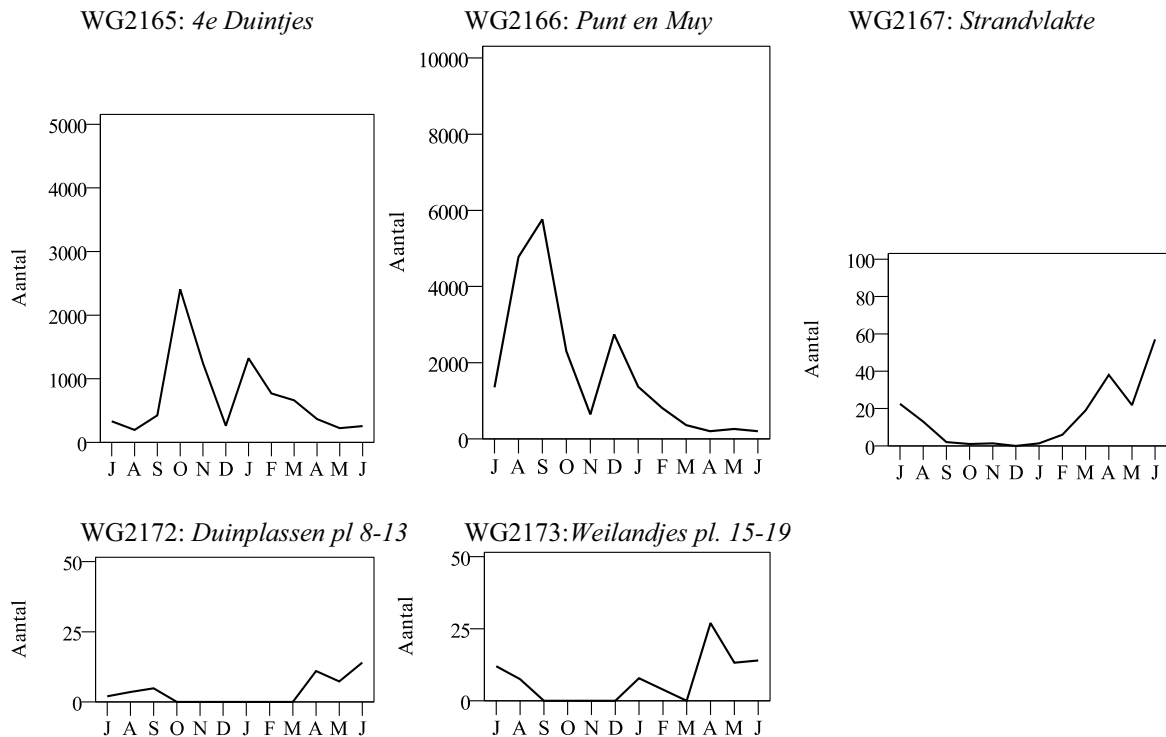 WG2165: 4e Duintjes
5000
4000
3000
2000
1000
0
Aantal
J A S O N D J F M A M J
WG2166: Punt en Muy
10000
8000
6000
4000
2000
0
Aantal
J A S O N D J F M A M J
WG2167: Strandvlakte
100
80
60
40
20
0
Aantal
J A S O N D J F M A M J
WG2172: Duinplassen pl 8-13
50
25
0
Aantal
J A S O N D J F M A M J
WG2173:Weilandjes pl. 15-19
50
25
0
Aantal
J A S O N D J F M A M J